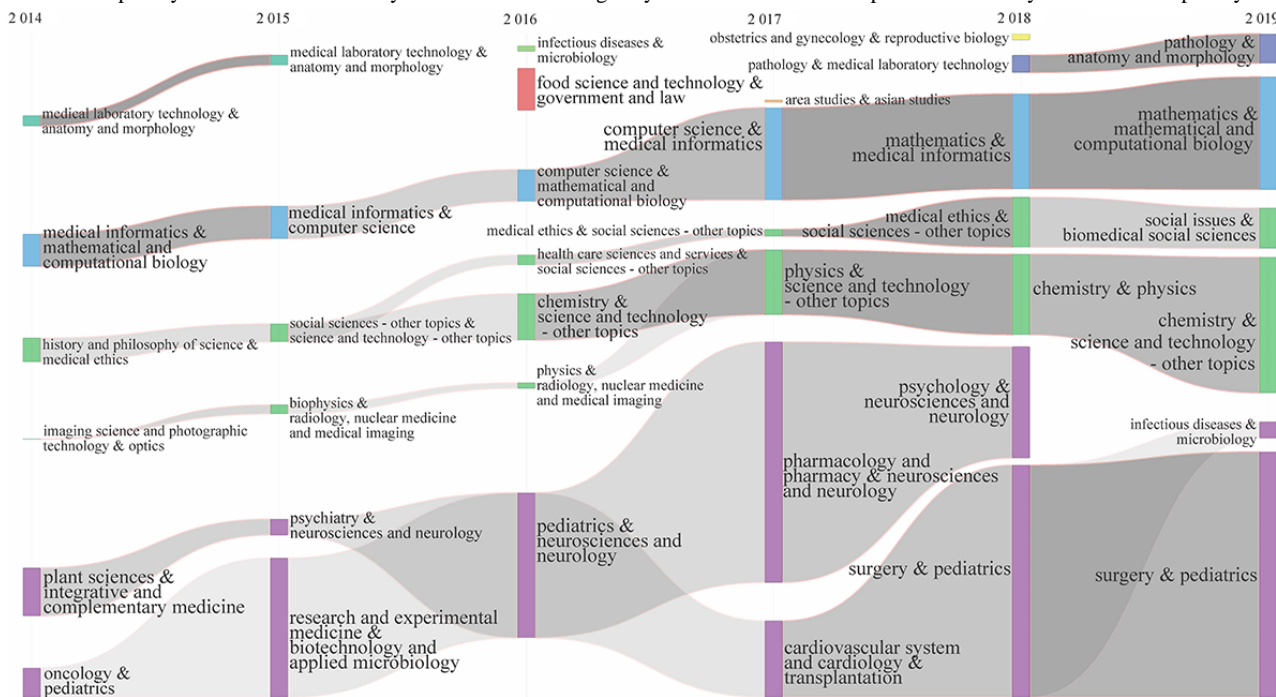 2 014
2 015
2 016
2 017
2 018
2 019
medical laboratory technology &
anatomy and morphology
medical informatics &
mathematical and
computational biology
history and philosophy of science &
medical ethics
imaging science and photographic
technology & optics
plant sciences &
integrative and
complementary medicine
oncology &
pediatrics
medical laboratory technology &
anatomy and morphology
medical informatics &
computer science
social sciences - other topics &
science and technology - other topics
biophysics &
radiology, nuclear medicine
and medical imaging
psychiatry &
neurosciences and neurology
research and experimental
medicine &
biotechnology and
applied microbiology
infectious diseases &
microbiology
food science and technology &
government and law
computer science &
mathematical and
computational biology
health care sciences and services &
social sciences - other topics
chemistry &
science and technology
- other topics
physics &
radiology, nuclear medicine
and medical imaging
pediatrics &
neurosciences and
neurology
area studies & asian studies
computer science &
medical informatics
medical ethics & social sciences - other topics
physics &
science and technology
- other topics
pharmacology and
pharmacy & neurosciences
and neurology
cardiovascular system
and cardiology &
transplantation
obstetrics and gynecology & reproductive biology
pathology & medical laboratory technology
mathematics &
medical informatics
medical ethics &
social sciences - other topics
chemistry & physics
psychology &
neurosciences and
neurology
surgery & pediatrics
pathology &
anatomy and morphology
mathematics &
mathematical and
computational biology
social issues &
biomedical social sciences
chemistry &
science and technology
- other topics
infectious diseases &
microbiology
surgery & pediatrics